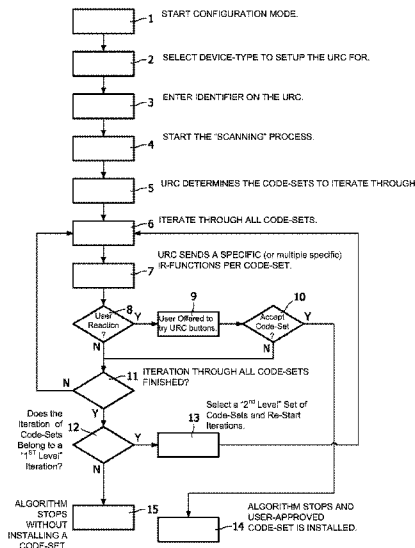 1 START CONFIGURATION MODE.
2 SELECT DEVICE-TYPE TO SETUP THE URC FOR.
3 ENTER IDENTIFIER ON THE URC.
4 START THE "SCANNING" PROCESS.
5 URC DETERMINES THE CODE-SETS TO ITERATE THROUGH
6 ITERATE THROUGH ALL CODE-SETS.
URC SENDS A SPECIFIC (or multiple specific)
7 IR-FUNCTIONS PER CODE-SET.
8 9 10
User
Reaction
?
Y
N
User Offered to
try URC buttons.
Accept
Code-Set
?
Y
N
11 ITERATION THROUGH ALL CODE-SETS
FINISHED?
N
Y
Does the
Iteration of
Code-Sets
Belong to a
"1ST Level"
Iteration?
12
Y
N
Select a "2nd Level" Set
of Code-Sets and Re-Start
Iterations.
13
ALGORITHM
STOPS
WITHOUT
INSTALLING A
CODE-SET
15
ALGORITHM STOPS AND
USER-APPROVED
14 CODE-SET IS INSTALLED.